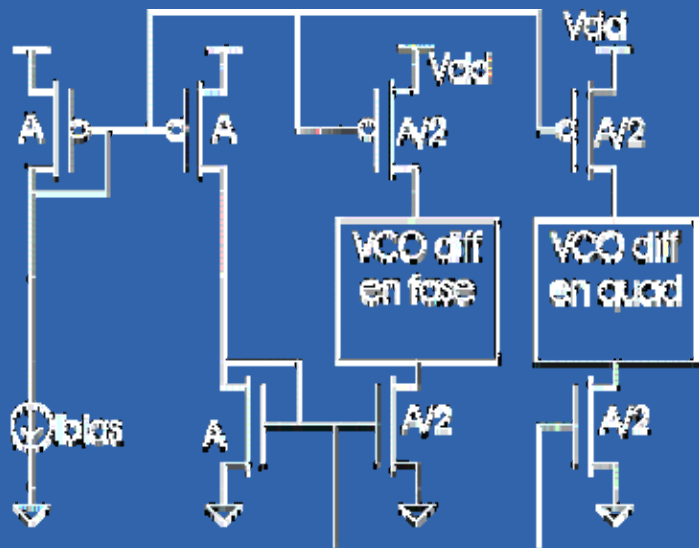 Vdd
Vdd
A
A
A/2
A/2
VCO diff
en fase
VCO diff
en quad
Ibias
A
A/2
A/2